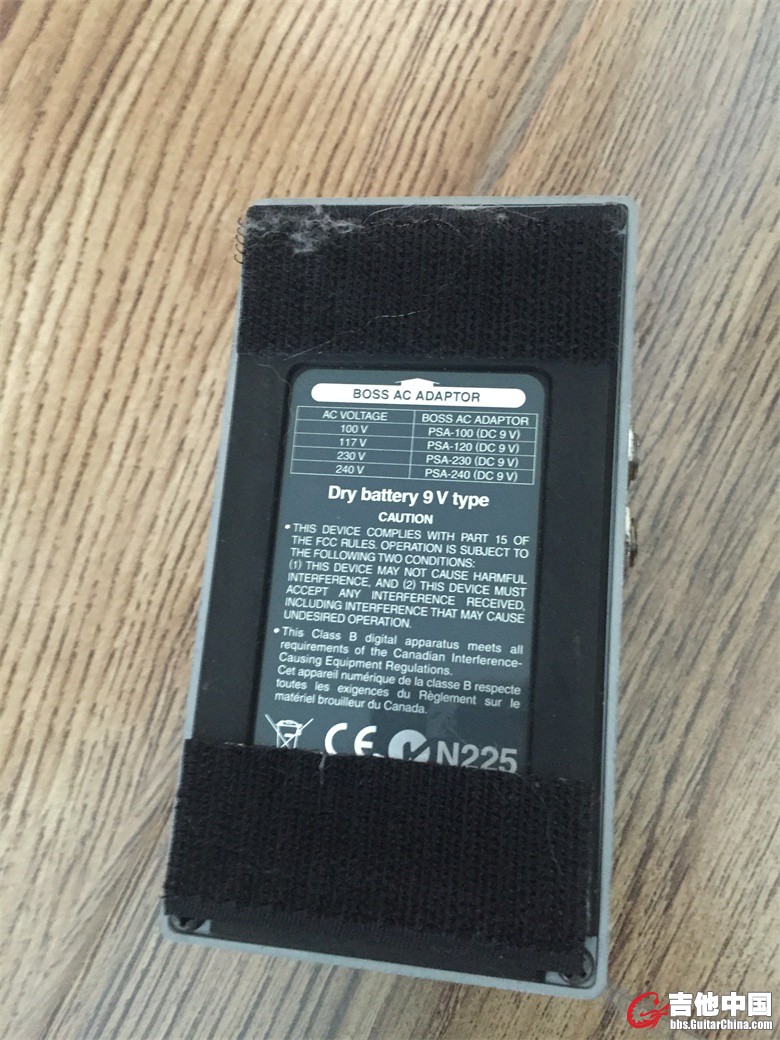 BOSS AC ADAPTOR
AC VOLTAGE BOSS AC ADAPTOR
100 V PSA-100 (DC 9 V)
117 V PSA-120 (DC 9 V)
230 V PSA-230 (DC 9 V)
240 V PSA-240 (DC 9 V)
Dry battery 9 V type
CAUTION
• THIS DEVICE COMPLIES WITH PART 15 OF
THE FCC RULES. OPERATION IS SUBJECT TO
THE FOLLOWING TWO CONDITIONS:
(1) THIS DEVICE MAY NOT CAUSE HARMFUL
INTERFERENCE, AND (2) THIS DEVICE MUST
ACCEPT ANY INTERFERENCE RECEIVED,
INCLUDING INTERFERENCE THAT MAY CAUSE
UNDESIRED OPERATION.
• This Class B digital apparatus meets all
requirements of the Canadian Interference-
Causing Equipment Regulations.
Cet appareil numérique de la classe B respecte
toutes les exigences du Règlement sur le
matériel brouilleur du Canada.
CE N225
吉他中国
bbs.GuitarChina.com